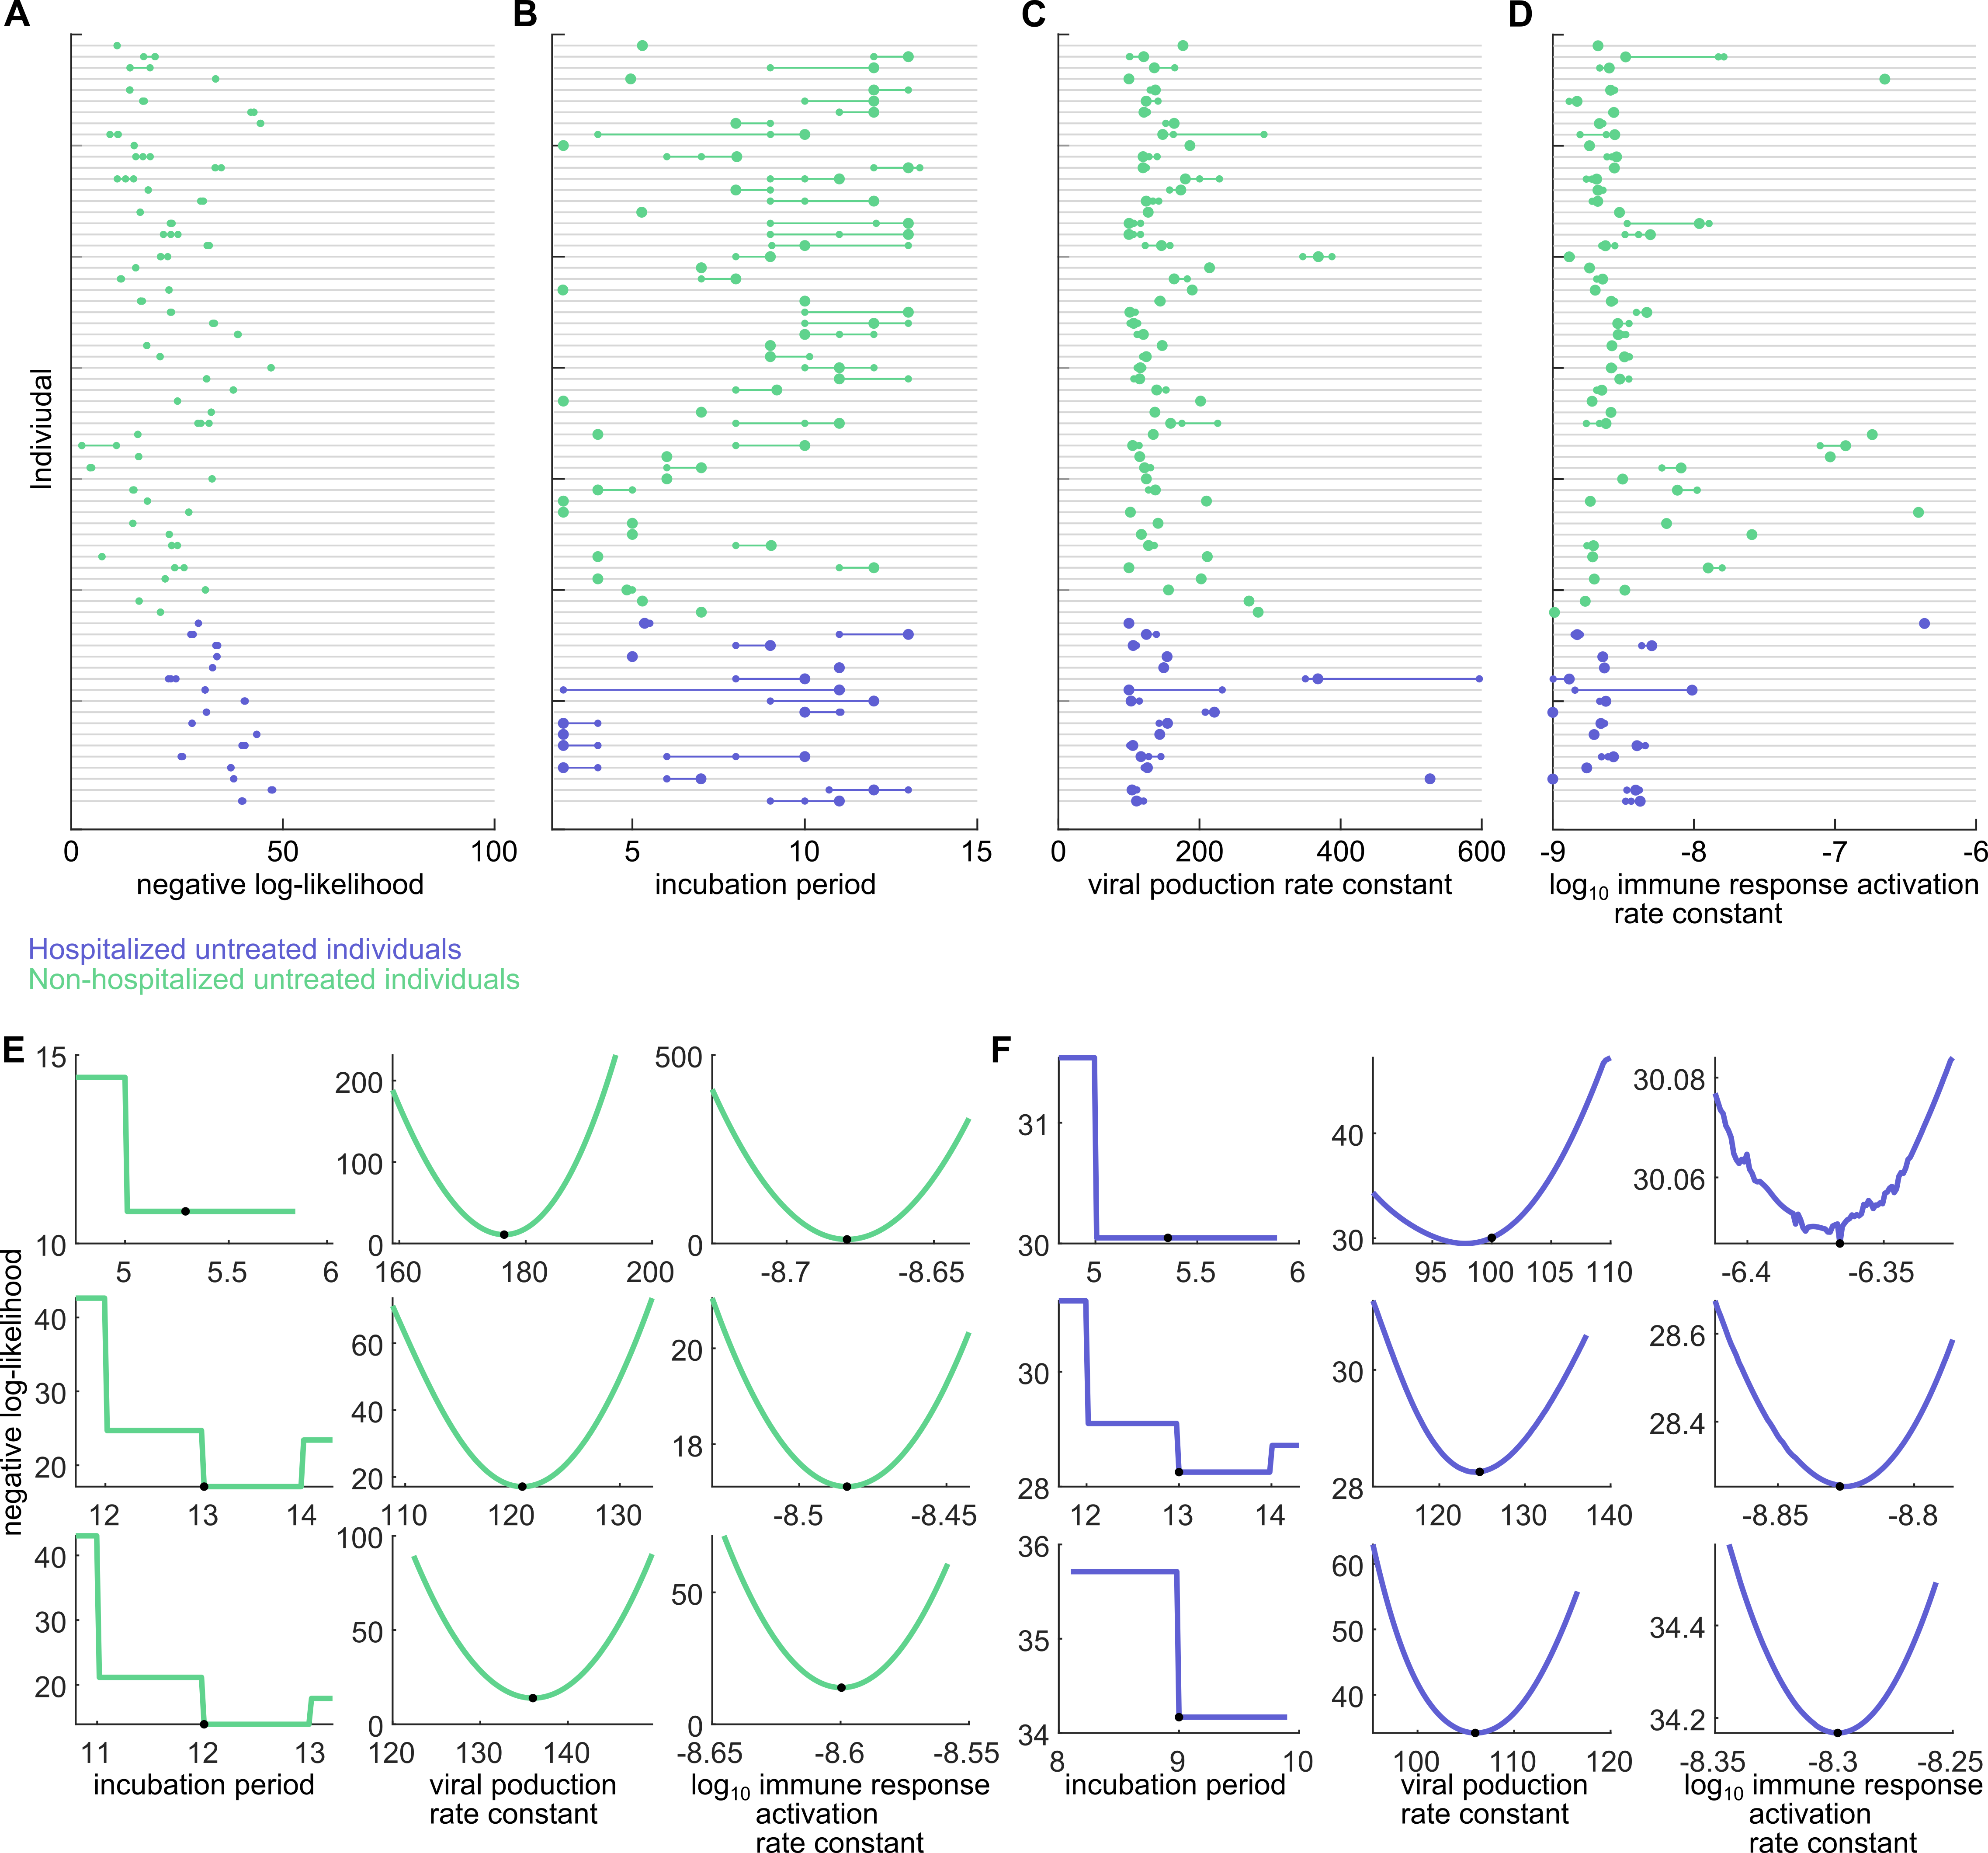 A
B
C
D
Indiviudal
0 50 100
5 10 15
0 200 400 600
-9 -8 -7 -6
negative log-likelihood
incubation period
viral poduction rate constant
log10 immune response activation
rate constant
Hospitalized untreated individuals
Non-hospitalized untreated individuals
E
F
negative log-likelihood
15
10
5 5.5 6
200
100
0
160 180 200
500
0
-8.7 -8.65
31
30
5 5.5 6
40
30
95 100 105 110
30.08
30.06
-6.4 -6.35
40
30
20
12 13 14
60
40
20
110 120 130
20
18
-8.5 -8.45
30
28
12 13 14
30
28
120 130 140
28.6
28.4
-8.85 -8.8
40
30
20
11 12 13
100
50
0
120 130 140
50
0
-8.65 -8.6 -8.55
36
35
34
8 9 10
60
50
40
100 110 120
34.4
34.2
-8.35 -8.3 -8.25
incubation period
viral poduction
rate constant
log10 immune response
activation
rate constant
incubation period
viral poduction
rate constant
log10 immune response
activation
rate constant